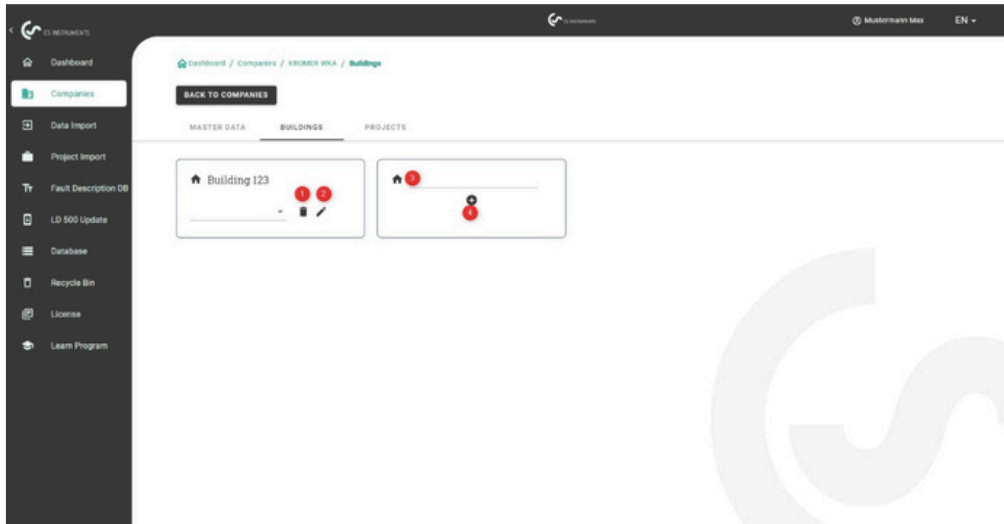 CS INSTRUMENTS
CS INSTRUMENTS
Mustermann Max
EN
Dashboard
Companies
Data Import
Project Import
Fault Description DB
LD 500 Update
Database
Recycle Bin
License
Learn Program
Dashboard / Companies / KROMER WKA / Buildings
BACK TO COMPANIES
MASTER DATA BUILDINGS PROJECTS
Building 123
1 2
3
4